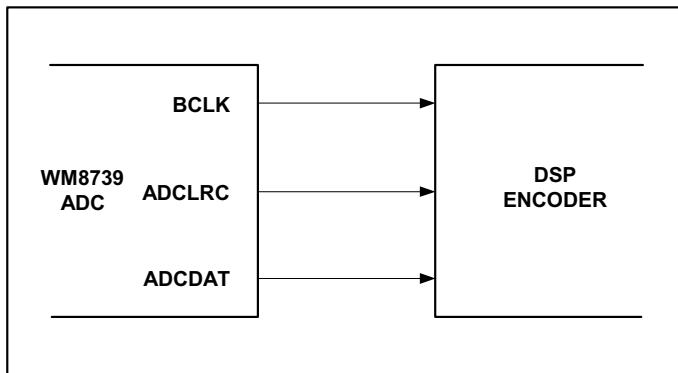 BCLK
WM8739
ADC
ADCLRC
ADCDAT
DSP
ENCODER